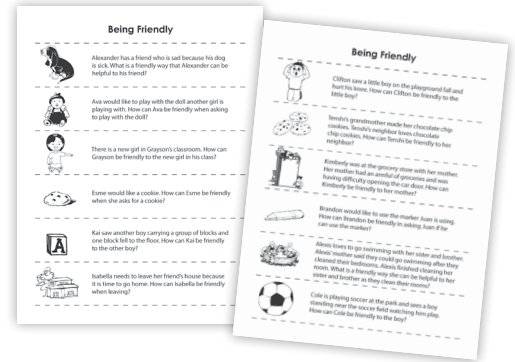 Being Friendly
Alexander has a friend who is sad because his dog
is sick. What is a friendly way that Alexander can be
helpful to his friend?
Ava would like to play with the doll another girl is
playing with. How can Ava be friendly when asking
to play with the doll?
There is a new girl in Grayson's classroom. How can
Grayson be friendly to the new girl in his class?
Esme would like a cookie. How can Esme be friendly
when she asks for a cookie?
Kai saw another boy carrying a group of blocks and
one block fell to the floor. How can Kai be friendly
to the other boy?
Isabella needs to leave her friend's house because
it is time to go home. How can Isabella be friendly
when leaving?
A
Being Friendly
Clifton saw a little boy on the playground fall and
hurt his knee. How can Clifton be friendly to the
little boy?
Tenshi's grandmother made her chocolate chip
cookies. Tenshi's neighbor loves chocolate
chip cookies. How can Tenshi be friendly to her
neighbor?
Kimberly was at the grocery store with her mother.
Her mother had an armful of groceries and was
having difficulty opening the car door. How can
Kimberly be friendly to her mother?
Brandon would like to use the marker Juan is using.
How can Brandon be friendly in asking Juan if he
can use the marker?
Alexis loves to go swimming with her sister and brother.
Alexis' mother said they could go swimming after they
cleaned their bedrooms. Alexis finished cleaning her
room. What is a friendly way she can be helpful to her
sister and brother as they clean their rooms?
Cole is playing soccer at the park and sees a boy
standing near the soccer field watching him play.
How can Cole be friendly to the boy?